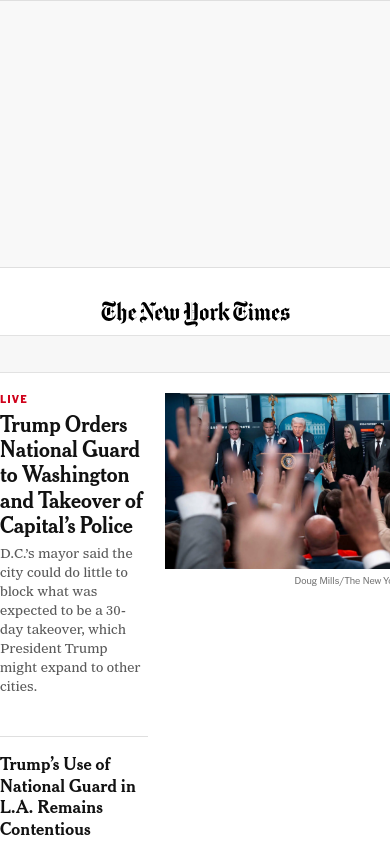 The New York Times
LIVE
Trump Orders
National Guard
to Washington
and Takeover of
Capital’s Police
D.C.’s mayor said the
city could do little to
block what was
expected to be a 30-
day takeover, which
President Trump
might expand to other
cities.
Doug Mills/The New Yo
Trump’s Use of
National Guard in
L.A. Remains
Contentious